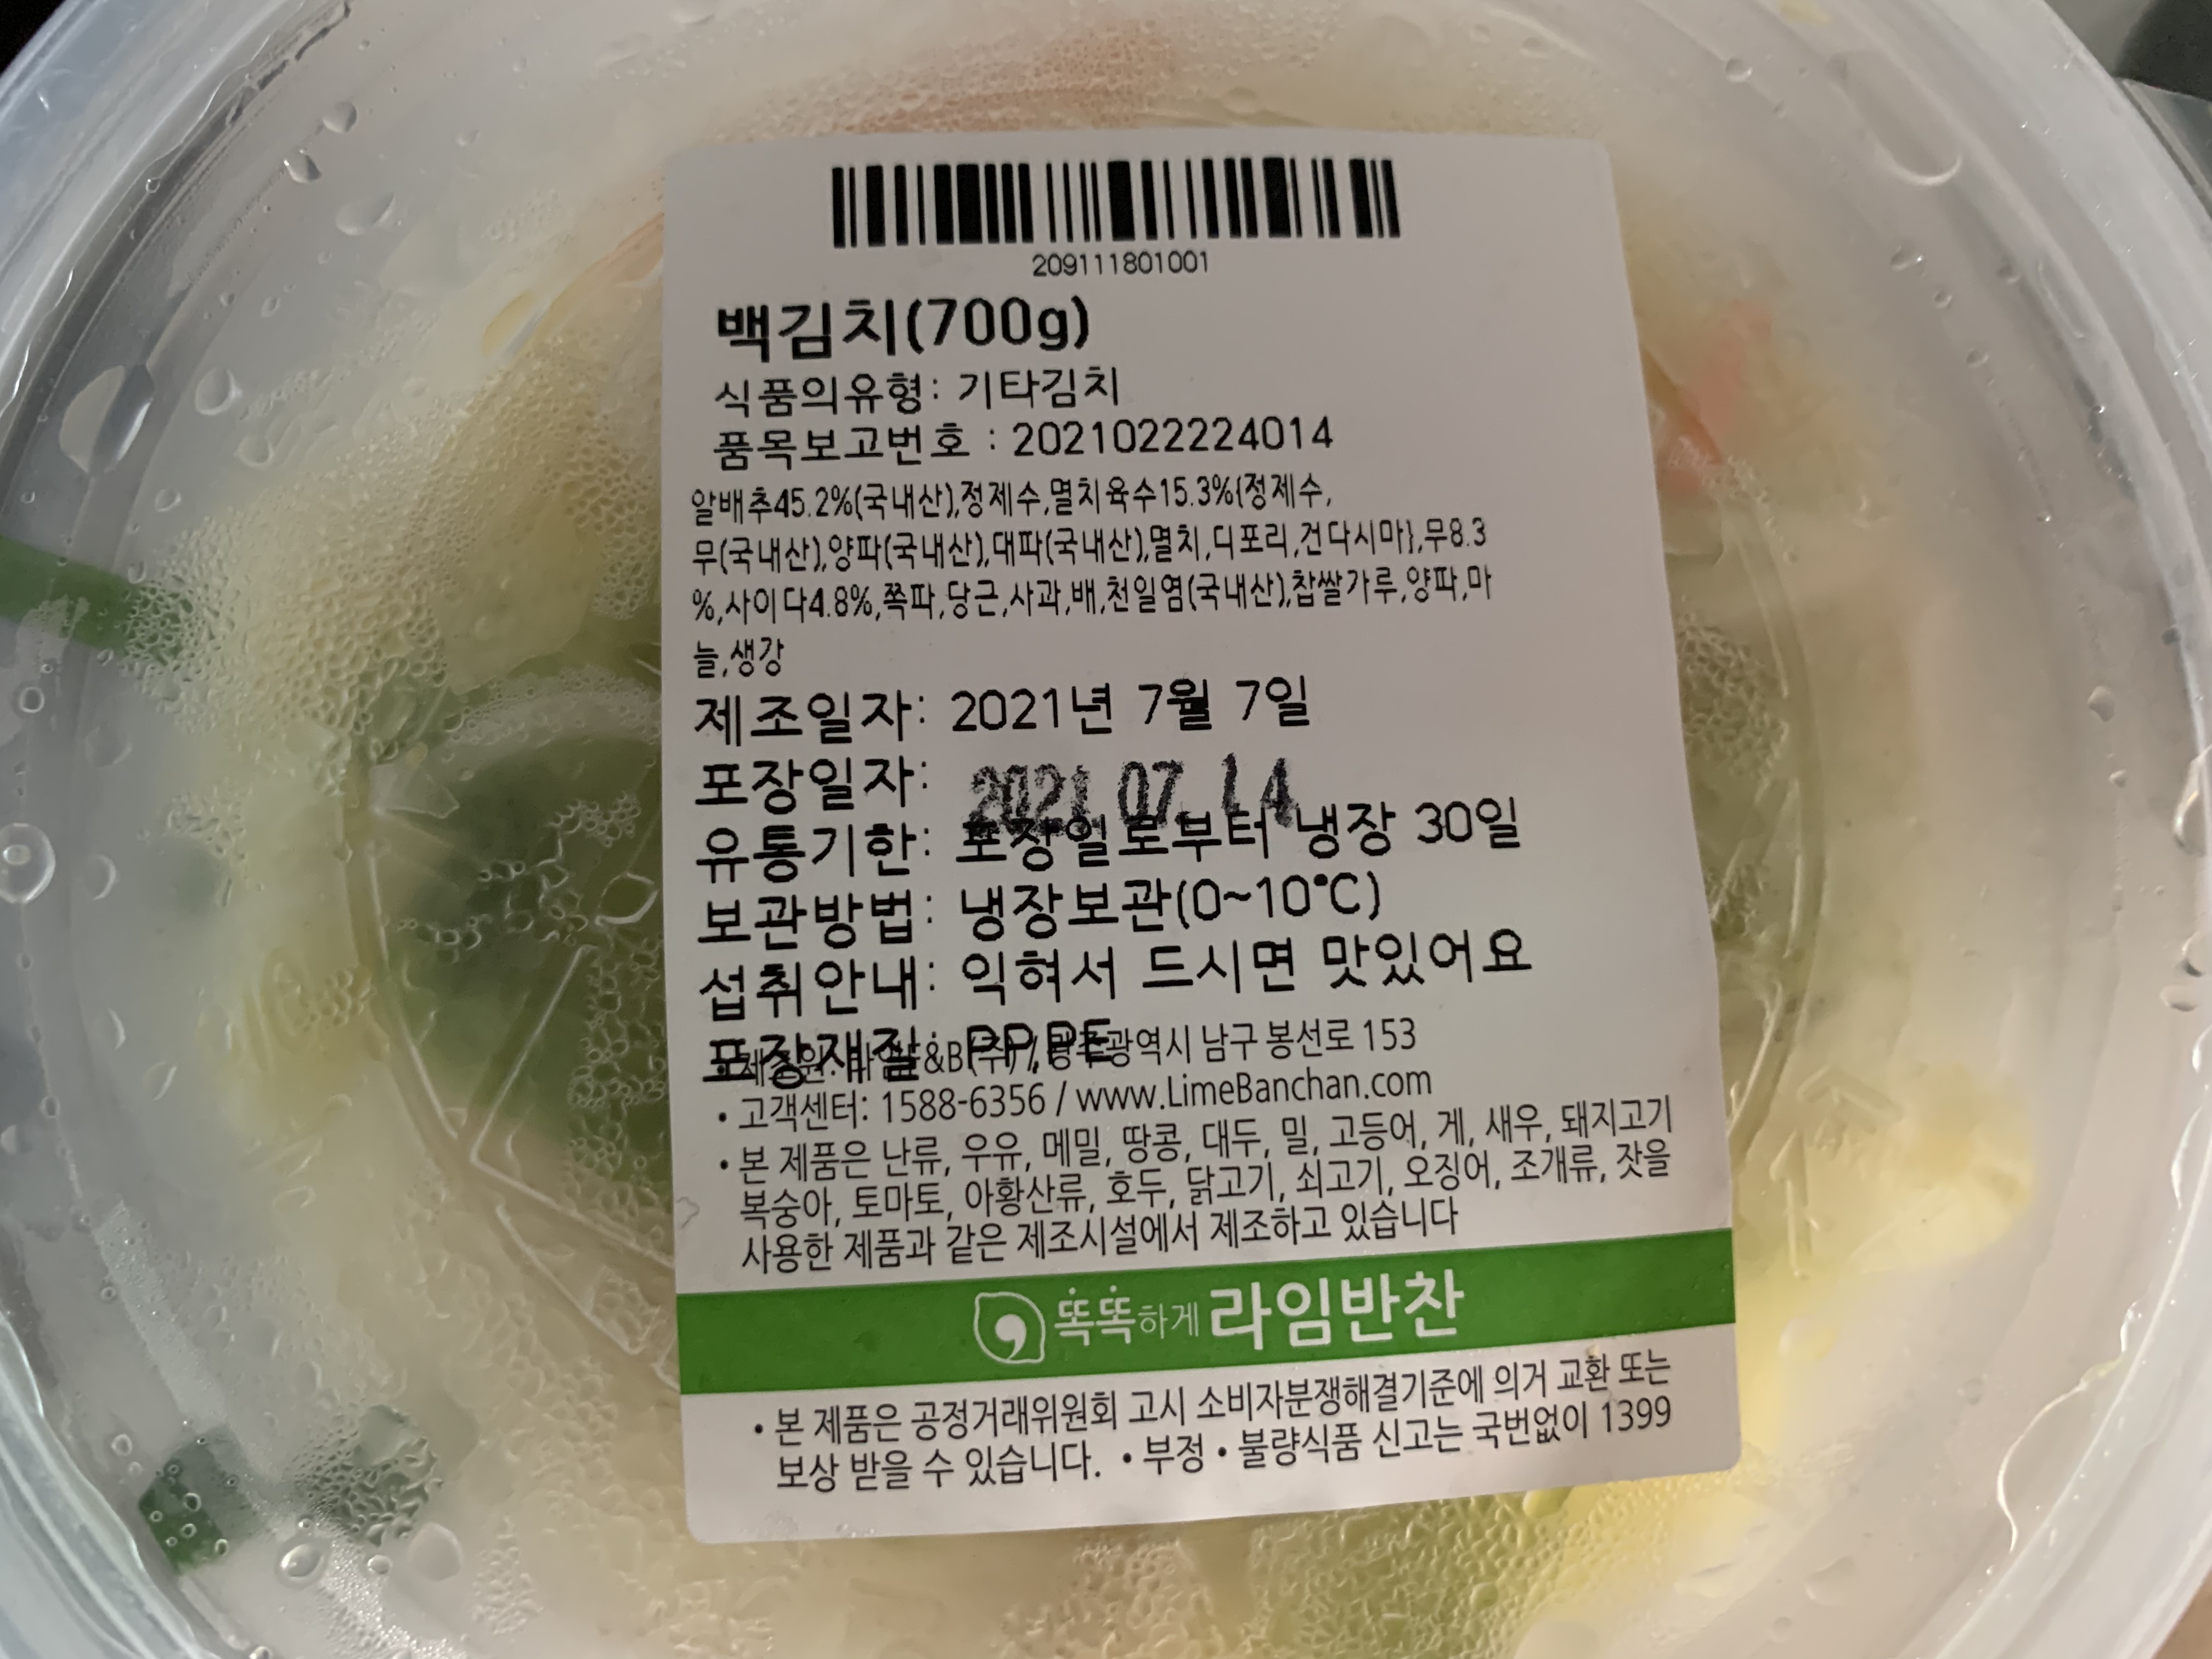 209111801001
백김치(700g)
식품의유형: 기타김치
품목보고번호 : 2021022224014
알배추45.2%(국내산),정제수,멸치육수15.3%{정제수,
무(국내산),양파(국내산),대파(국내산),멸치,디포리,건다시마},무8.3
%,사이다4.8%,쪽파,당근,사과,배,천일염(국내산),찹쌀가루,양파,마
늘,생강
제조일자: 2021년 7월 7일
포장일자: 2021. 07. 14
유통기한: 포장일로부터 냉장 30일
보관방법: 냉장보관(0~10℃)
섭취안내: 익혀서 드시면 맛있어요
포장재질: PP,PE
광역시 남구 봉선로 153
• 고객센터: 1588-6356 / www.LimeBanchan.com
• 본 제품은 난류, 우유, 메밀, 땅콩, 대두, 밀, 고등어, 게, 새우, 돼지고기
복숭아, 토마토, 아황산류, 호두, 닭고기, 쇠고기, 오징어, 조개류, 잣을
사용한 제품과 같은 제조시설에서 제조하고 있습니다
똑똑하게 라임반찬
• 본 제품은 공정거래위원회 고시 소비자분쟁해결기준에 의거 교환 또는
보상 받을 수 있습니다. • 부정 • 불량식품 신고는 국번없이 1399